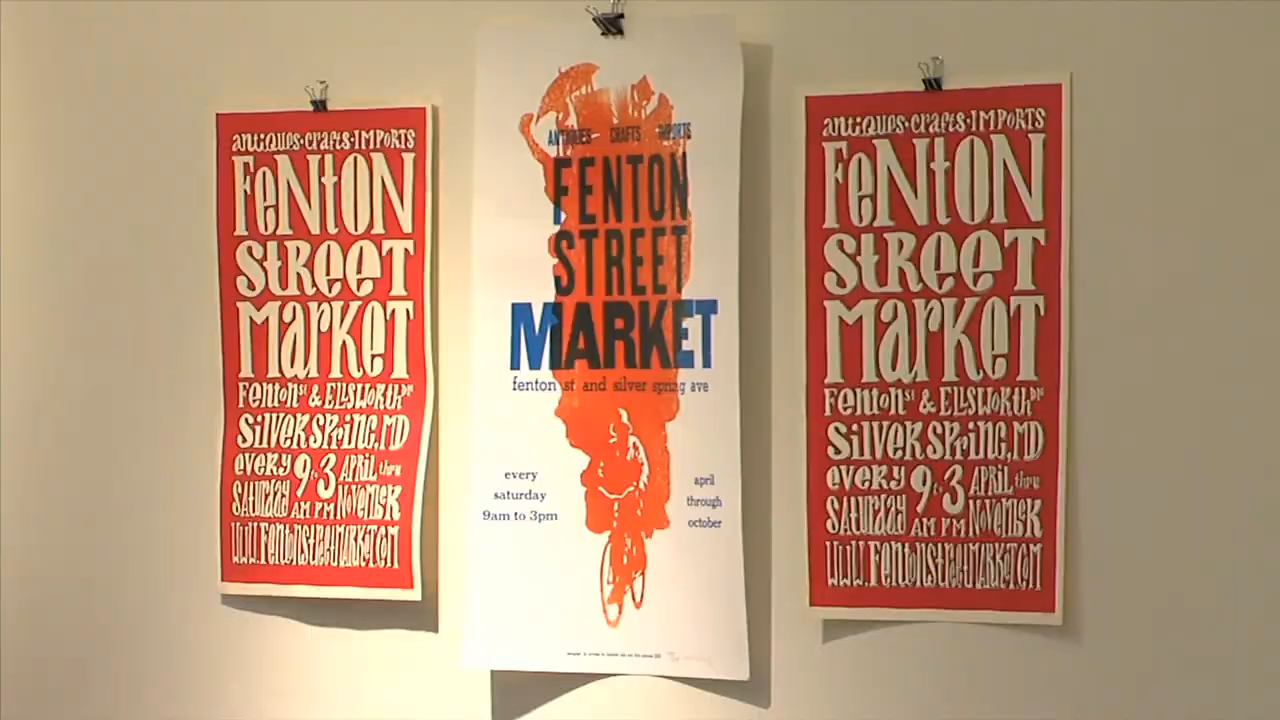 antiques·crafts·IMPORTS
FeNtON
StReet
MarKeT
Fenton St & Ellsworth Dr
Silver Spring, MD
every Saturday 9 AM to 3 PM April thru November
www.Fentonstreetmarket.com
ANTIQUES CRAFTS IMPORTS
FENTON
STREET
MARKET
fenton st and silver spring ave
every
saturday
9am to 3pm
april
through
october
antiques·crafts·IMPORTS
FeNtON
StReet
MarKeT
Fenton St & Ellsworth Dr
Silver Spring, MD
every Saturday 9 AM to 3 PM April thru November
www.Fentonstreetmarket.com